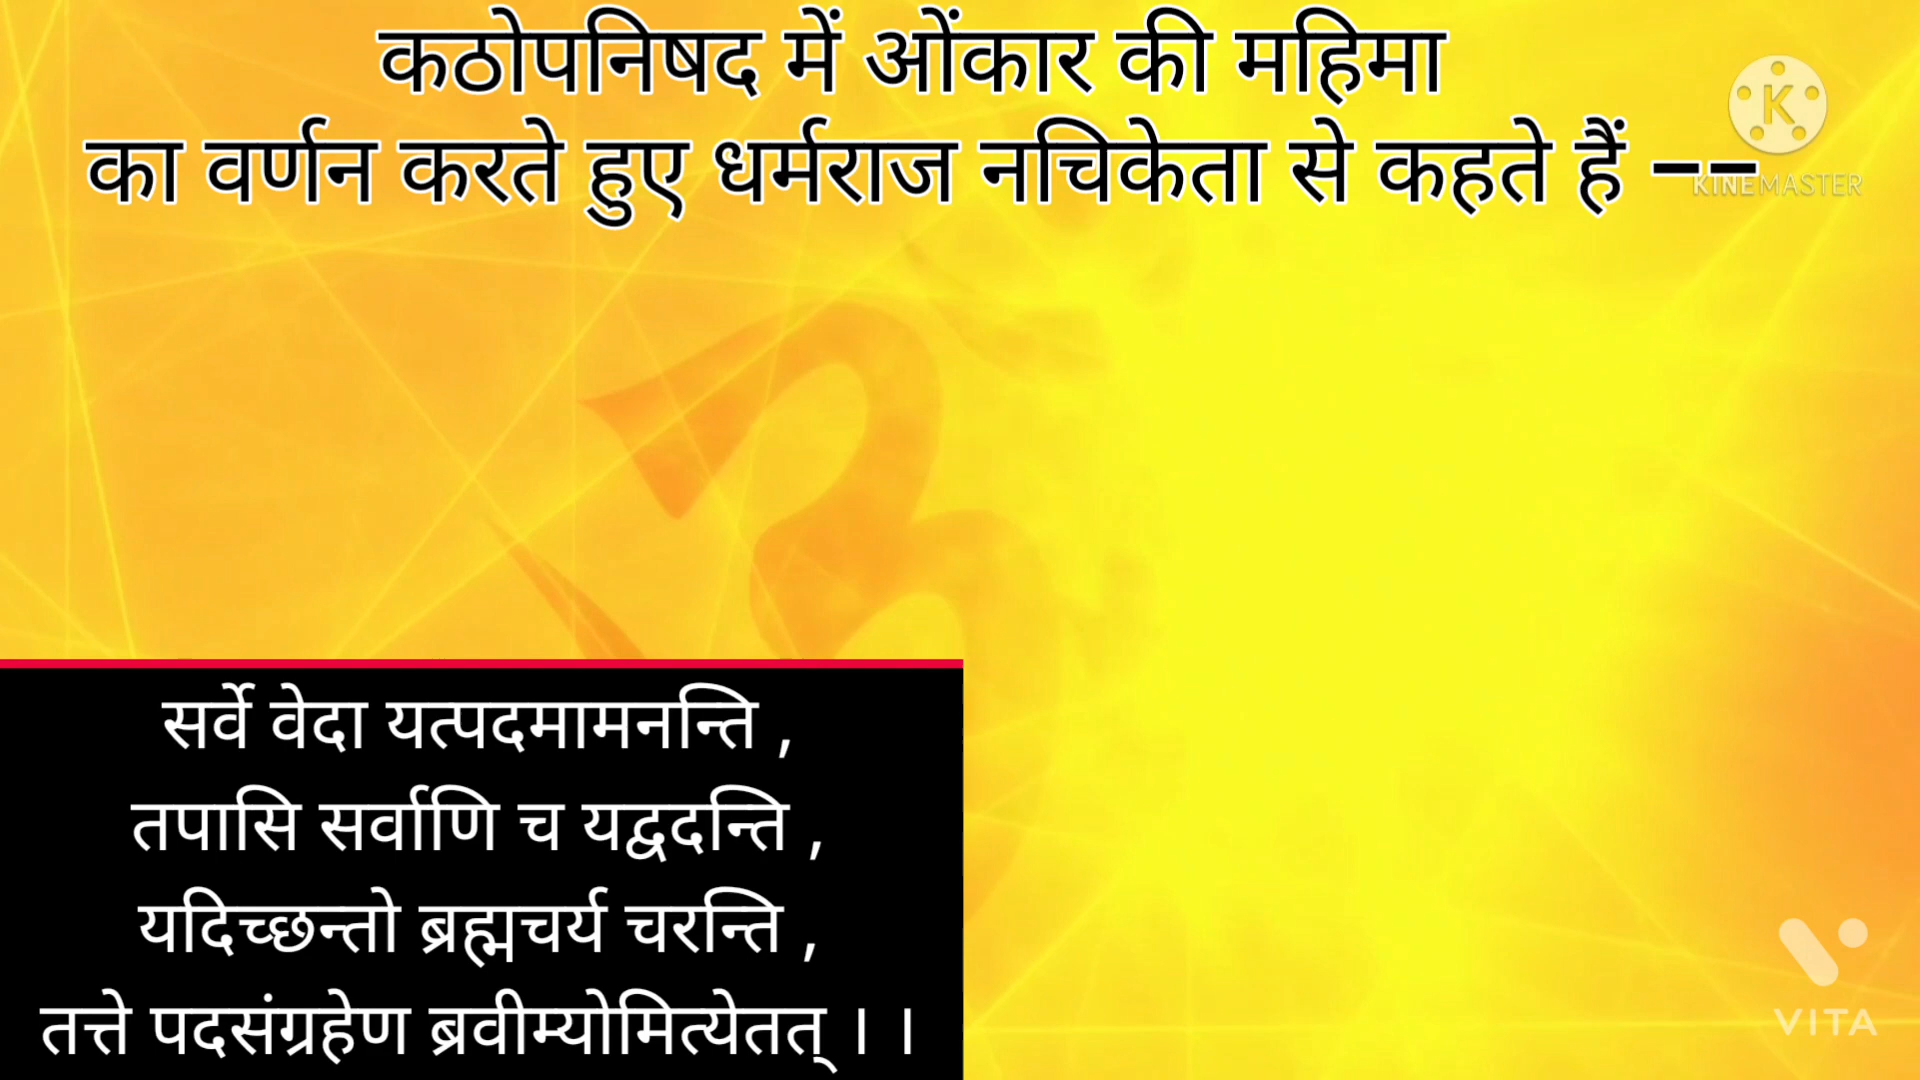 कठोपनिषद में ओंकार की महिमा
का वर्णन करते हुए धर्मराज नचिकेता से कहते हैं −−
KINEMASTER
सर्वे वेदा यत्पदमामनन्ति ,
तपासि सर्वाणि च यद्वदन्ति ,
यदिच्छन्तो ब्रह्मचर्य चरन्ति ,
तत्ते पदसंग्रहेण ब्रवीम्योमित्येतत् । ।
VITA